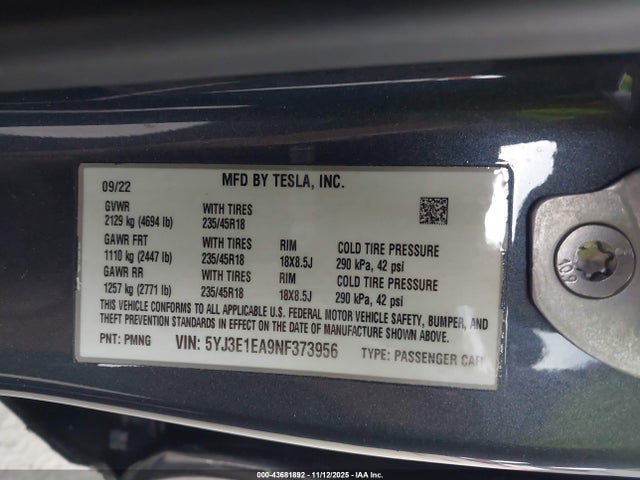 09/22 MFD BY TESLA, INC.
GVWR WITH TIRES
2129 kg (4694 lb) 235/45R18
GAWR FRT WITH TIRES RIM COLD TIRE PRESSURE
1110 kg (2447 lb) 235/45R18 18X8.5J 290 kPa, 42 psi
GAWR RR WITH TIRES RIM COLD TIRE PRESSURE
1257 kg (2771 lb) 235/45R18 18X8.5J 290 kPa, 42 psi
THIS VEHICLE CONFORMS TO ALL APPLICABLE U.S. FEDERAL MOTOR VEHICLE SAFETY, BUMPER, AND
THEFT PREVENTION STANDARDS IN EFFECT ON THE DATE OF MANUFACTURE SHOWN ABOVE.
PNT: PMNG VIN: 5YJ3E1EA9NF373956 TYPE: PASSENGER CAR
10.9
000-43681892 - 11/12/2025 - IAA Inc.